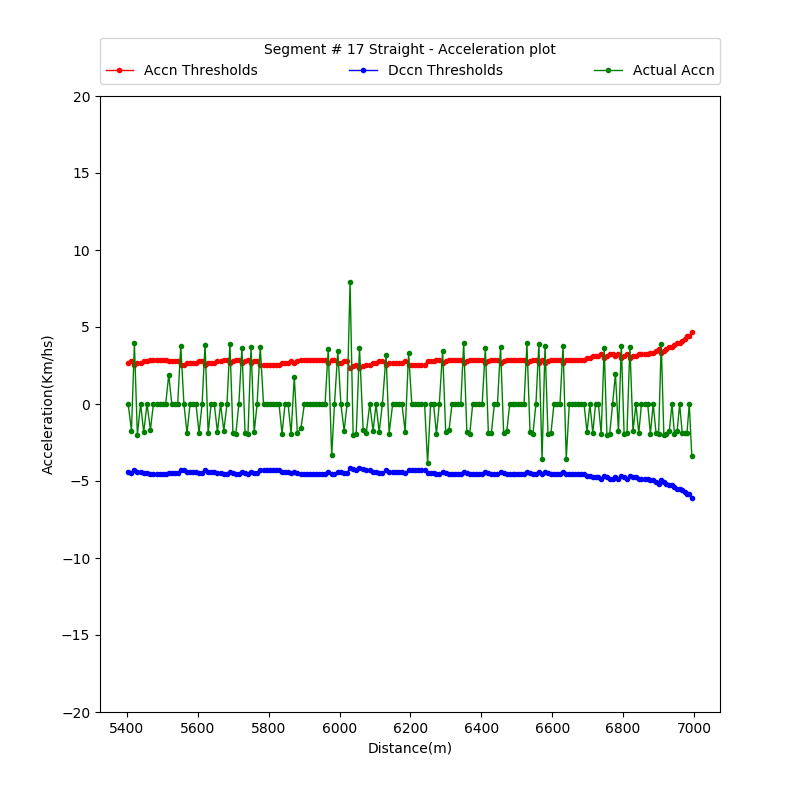 Segment # 17 Straight - Acceleration plot
Accn Thresholds Dccn Thresholds Actual Accn
20
15
10
5
0
−5
−10
−15
−20
Acceleration(Km/hs)
5400 5600 5800 6000 6200 6400 6600 6800 7000
Distance(m)